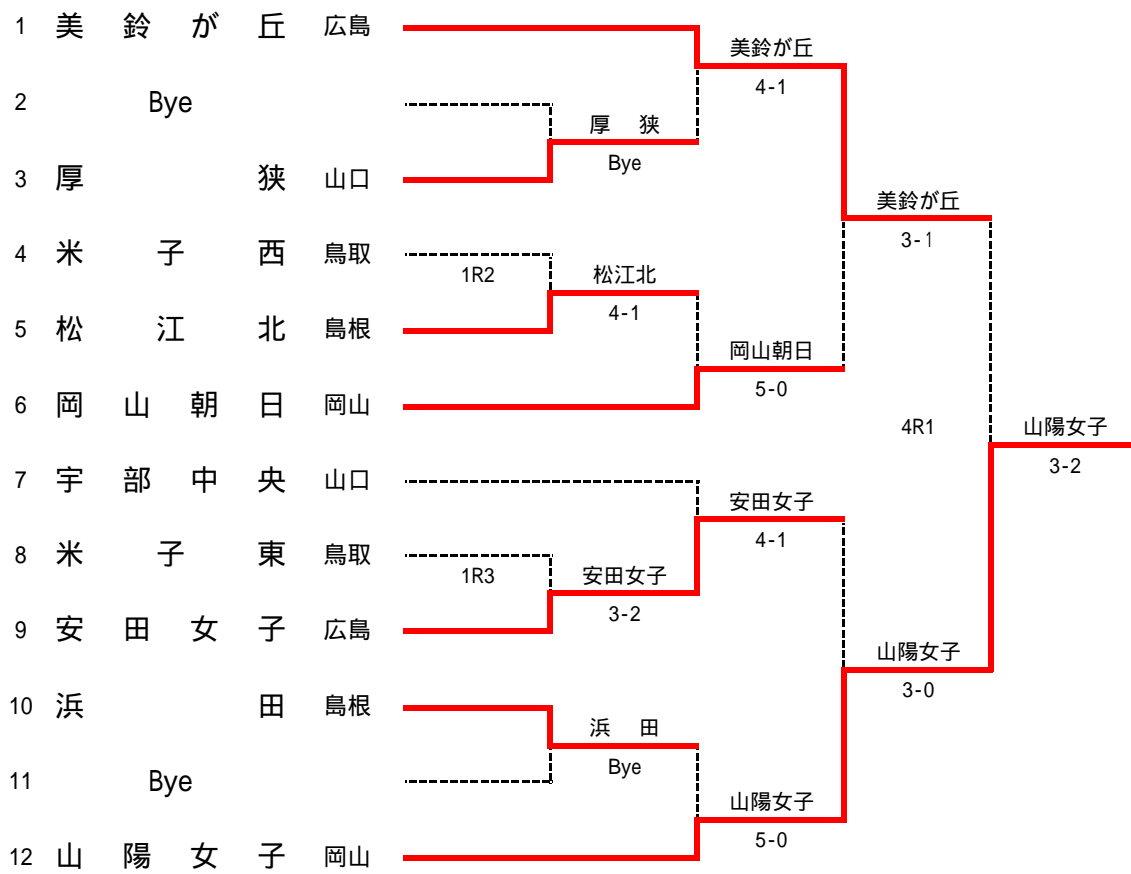 1 美鈴が丘 広島
美鈴が丘
4-1
2 Bye
厚狭
Bye
3 厚狭 山口
美鈴が丘
3-1
4 米子西 鳥取
1R2
松江北
4-1
5 松江北 島根
岡山朝日
5-0
6 岡山朝日 岡山
4R1
山陽女子
3-2
7 宇部中央 山口
安田女子
4-1
8 米子東 鳥取
1R3
安田女子
3-2
9 安田女子 広島
山陽女子
3-0
10 浜田 島根
浜田
Bye
11 Bye
山陽女子
5-0
12 山陽女子 岡山